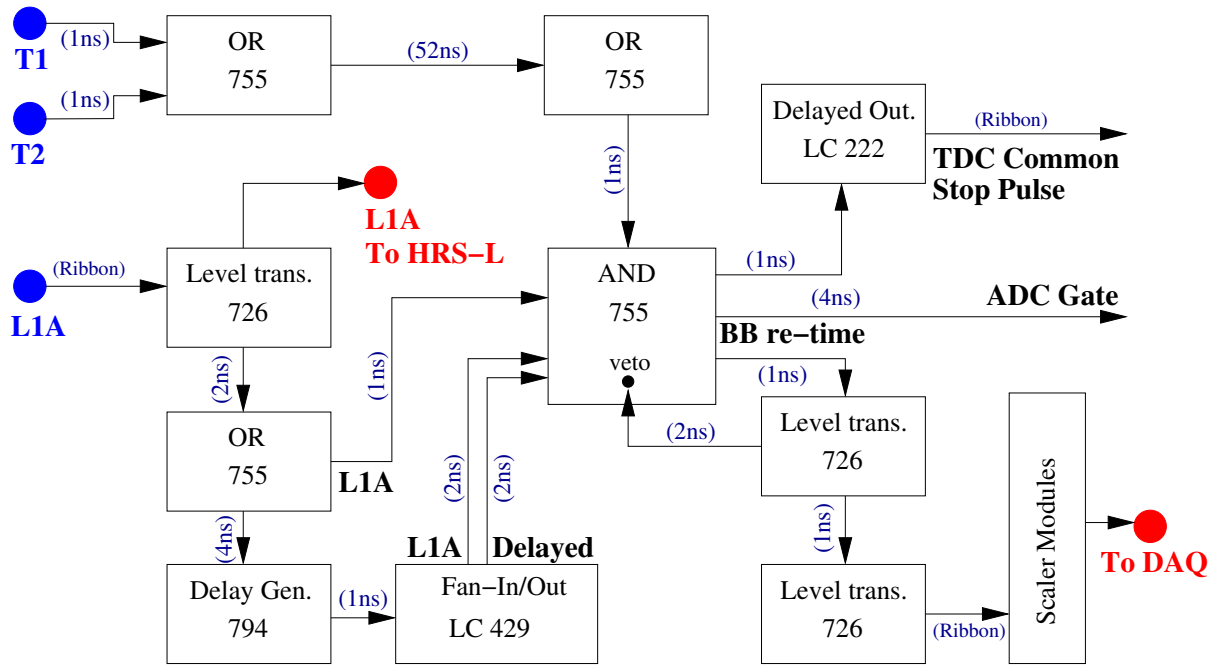 T1
(1ns)
OR
755
(52ns)
OR
755
T2
(1ns)
Delayed Out.
LC 222
(Ribbon)
TDC Common
Stop Pulse
(1ns)
L1A
To HRS−L
L1A
(Ribbon)
Level trans.
726
AND
755
veto
(1ns)
(4ns)
ADC Gate
BB re−time
(1ns)
(2ns)
(1ns)
OR
755
L1A
(2ns)
Level trans.
726
(4ns)
(2ns)
(2ns)
L1A
Delayed
(1ns)
Delay Gen.
794
(1ns)
Fan−In/Out
LC 429
Level trans.
726
(Ribbon)
Scaler Modules
To DAQ